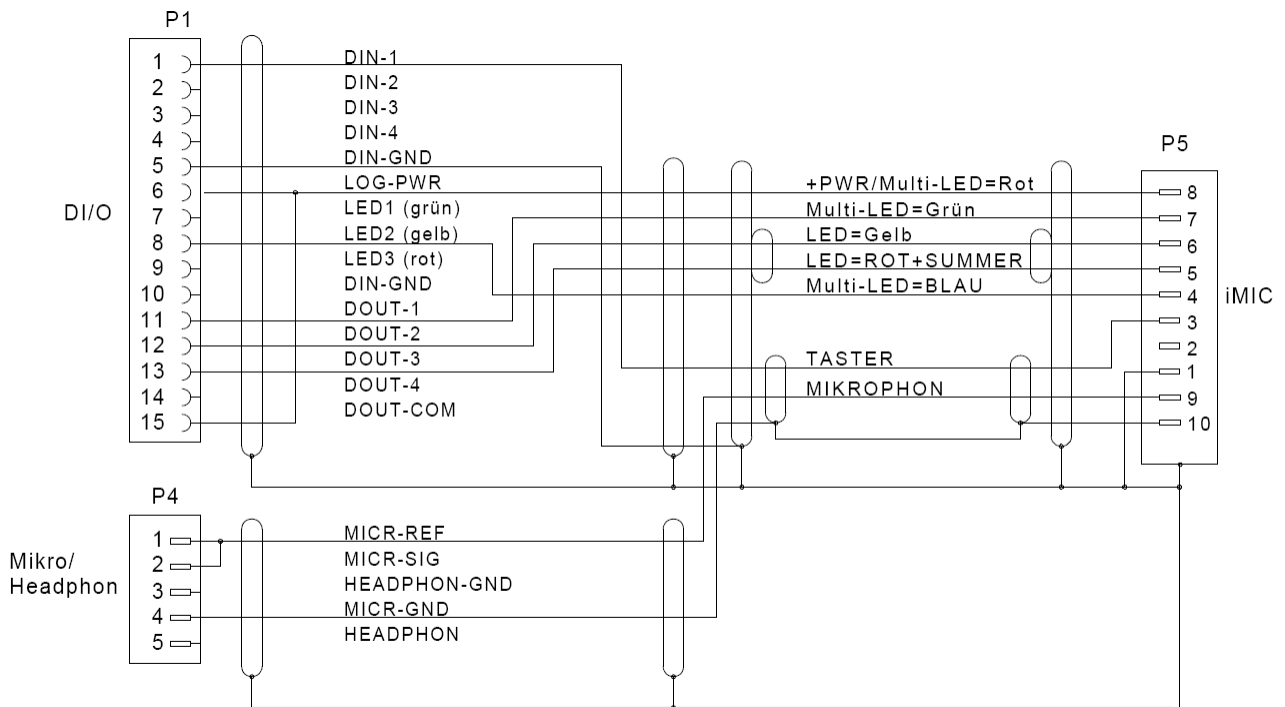 P1
DI/O
1
2
3
4
5
6
7
8
9
10
11
12
13
14
15
DIN-1
DIN-2
DIN-3
DIN-4
DIN-GND
LOG-PWR
LED1 (grün)
LED2 (gelb)
LED3 (rot)
DIN-GND
DOUT-1
DOUT-2
DOUT-3
DOUT-4
DOUT-COM
+PWR/Multi-LED=Rot
Multi-LED=Grün
LED=Gelb
LED=ROT+SUMMER
Multi-LED=BLAU
TASTER
MIKROPHON
P5
8
7
6
5
4
3
2
1
9
10
iMIC
P4
Mikro/
Headphon
1
2
3
4
5
MICR-REF
MICR-SIG
HEADPHON-GND
MICR-GND
HEADPHON